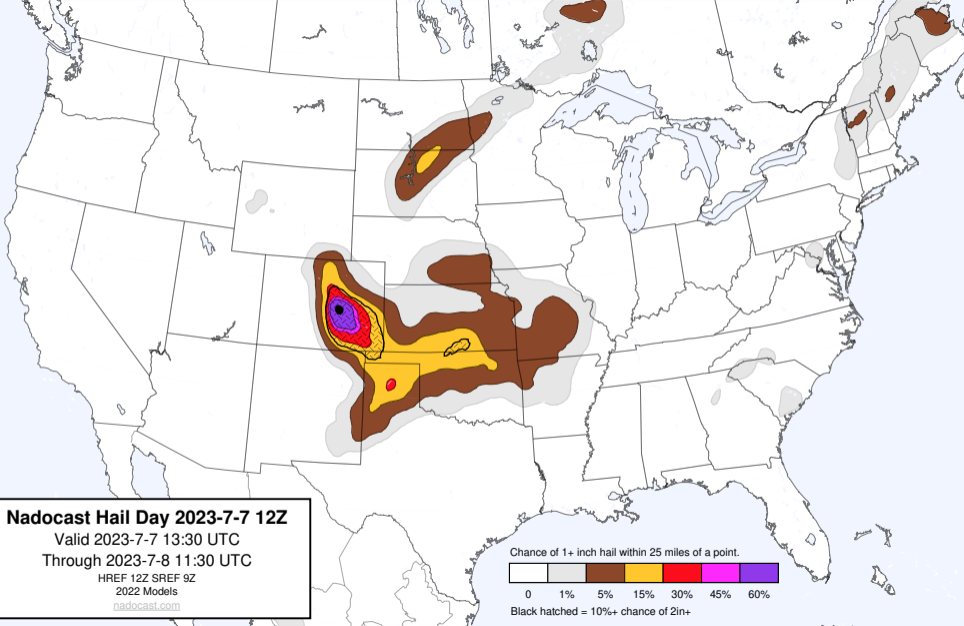 Nadocast Hail Day 2023-7-7 12Z
Valid 2023-7-7 13:30 UTC
Through 2023-7-8 11:30 UTC
HREF 12Z SREF 9Z
2022 Models
nadocast.com
Chance of 1+ inch hail within 25 miles of a point.
0 1% 5% 15% 30% 45% 60%
Black hatched = 10%+ chance of 2in+